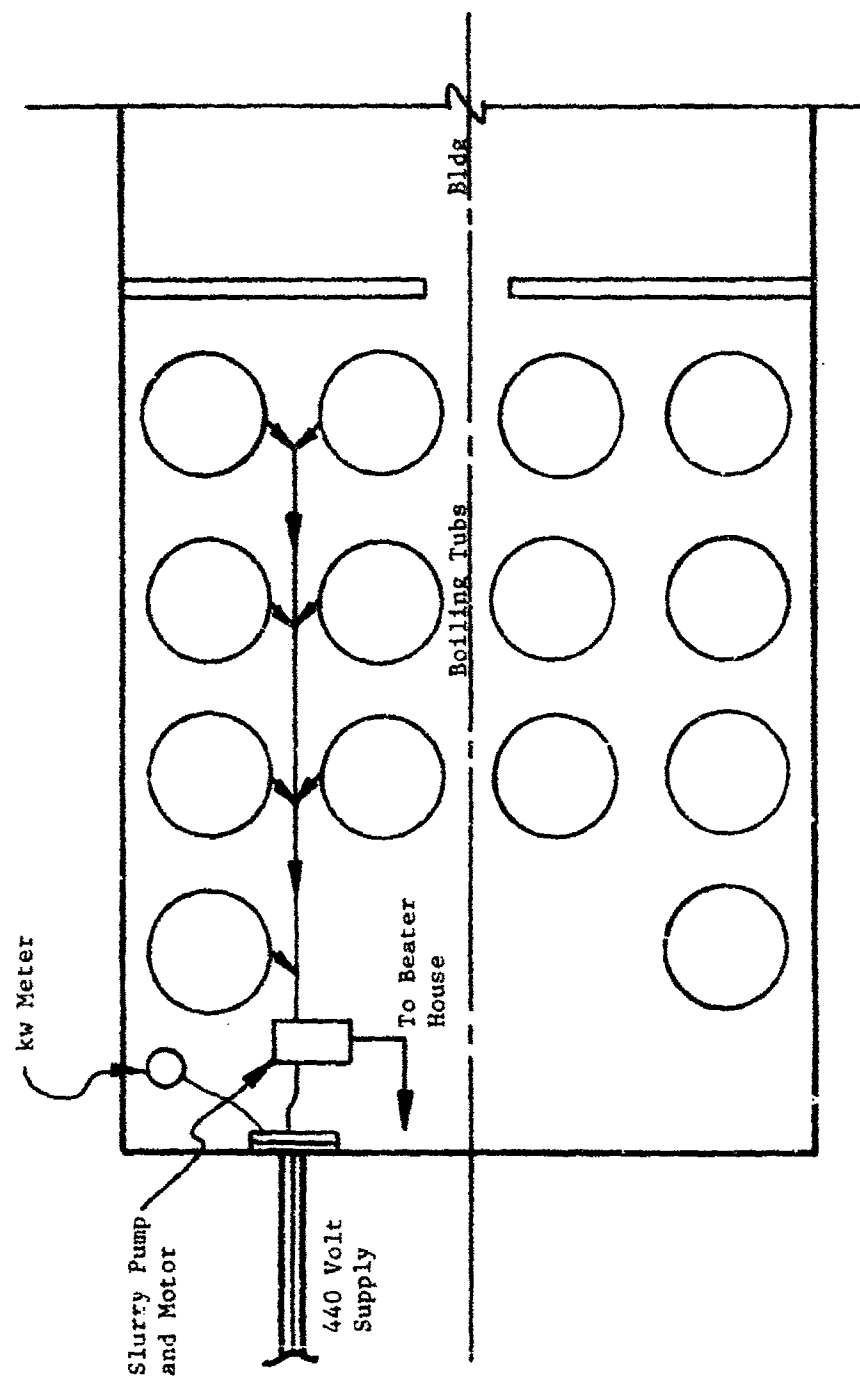 Bldg
Boiling Tubs
To Beater
House
kw Meter
Slurry Pump
and Motor
440 Volt
Supply